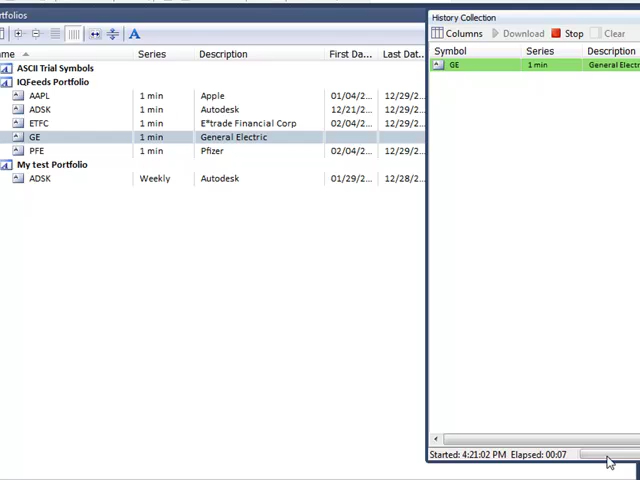 rtfolios
me Series Description First Da... Last Dat...
ASCII Trial Symbols
IQFeeds Portfolio
AAPL 1 min Apple 01/04/2... 12/29/2...
ADSK 1 min Autodesk 12/21/2... 12/29/2...
ETFC 1 min E*trade Financial Corp 02/04/2... 12/29/2...
GE 1 min General Electric
PFE 1 min Pfizer 02/04/2... 12/29/2...
My test Portfolio
ADSK Weekly Autodesk 01/29/2... 12/28/2...
History Collection
Columns Download Stop Clear
Symbol Series Description
GE 1 min General Electr
Started: 4:21:02 PM Elapsed: 00:07